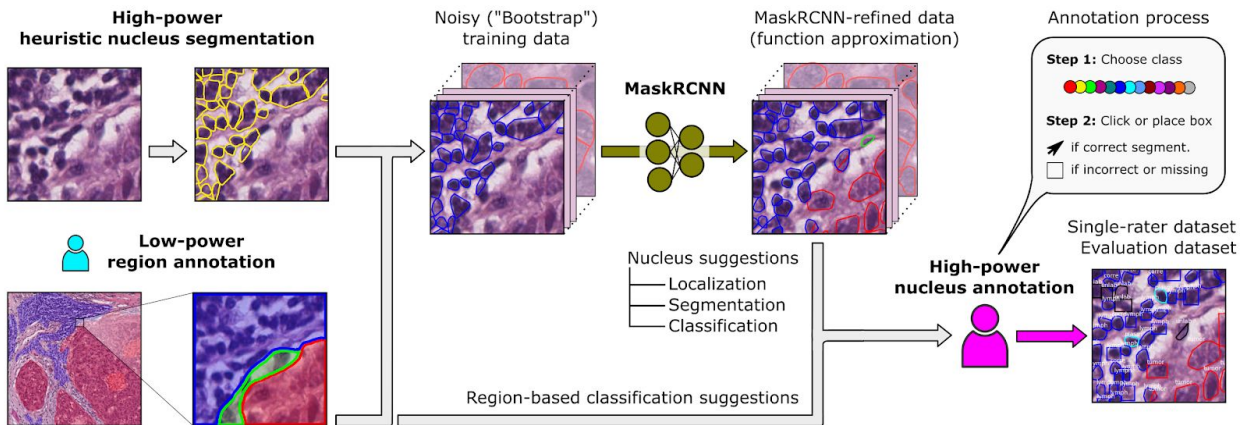 High-power
heuristic nucleus segmentation
Noisy ("Bootstrap")
training data
MaskRCNN
MaskRCNN-refined data
(function approximation)
Annotation process
Step 1: Choose class
Step 2: Click or place box
if correct segment.
if incorrect or missing
Low-power
region annotation
Nucleus suggestions
Localization
Segmentation
Classification
High-power
nucleus annotation
Single-rater dataset
Evaluation dataset
Region-based classification suggestions
tumor